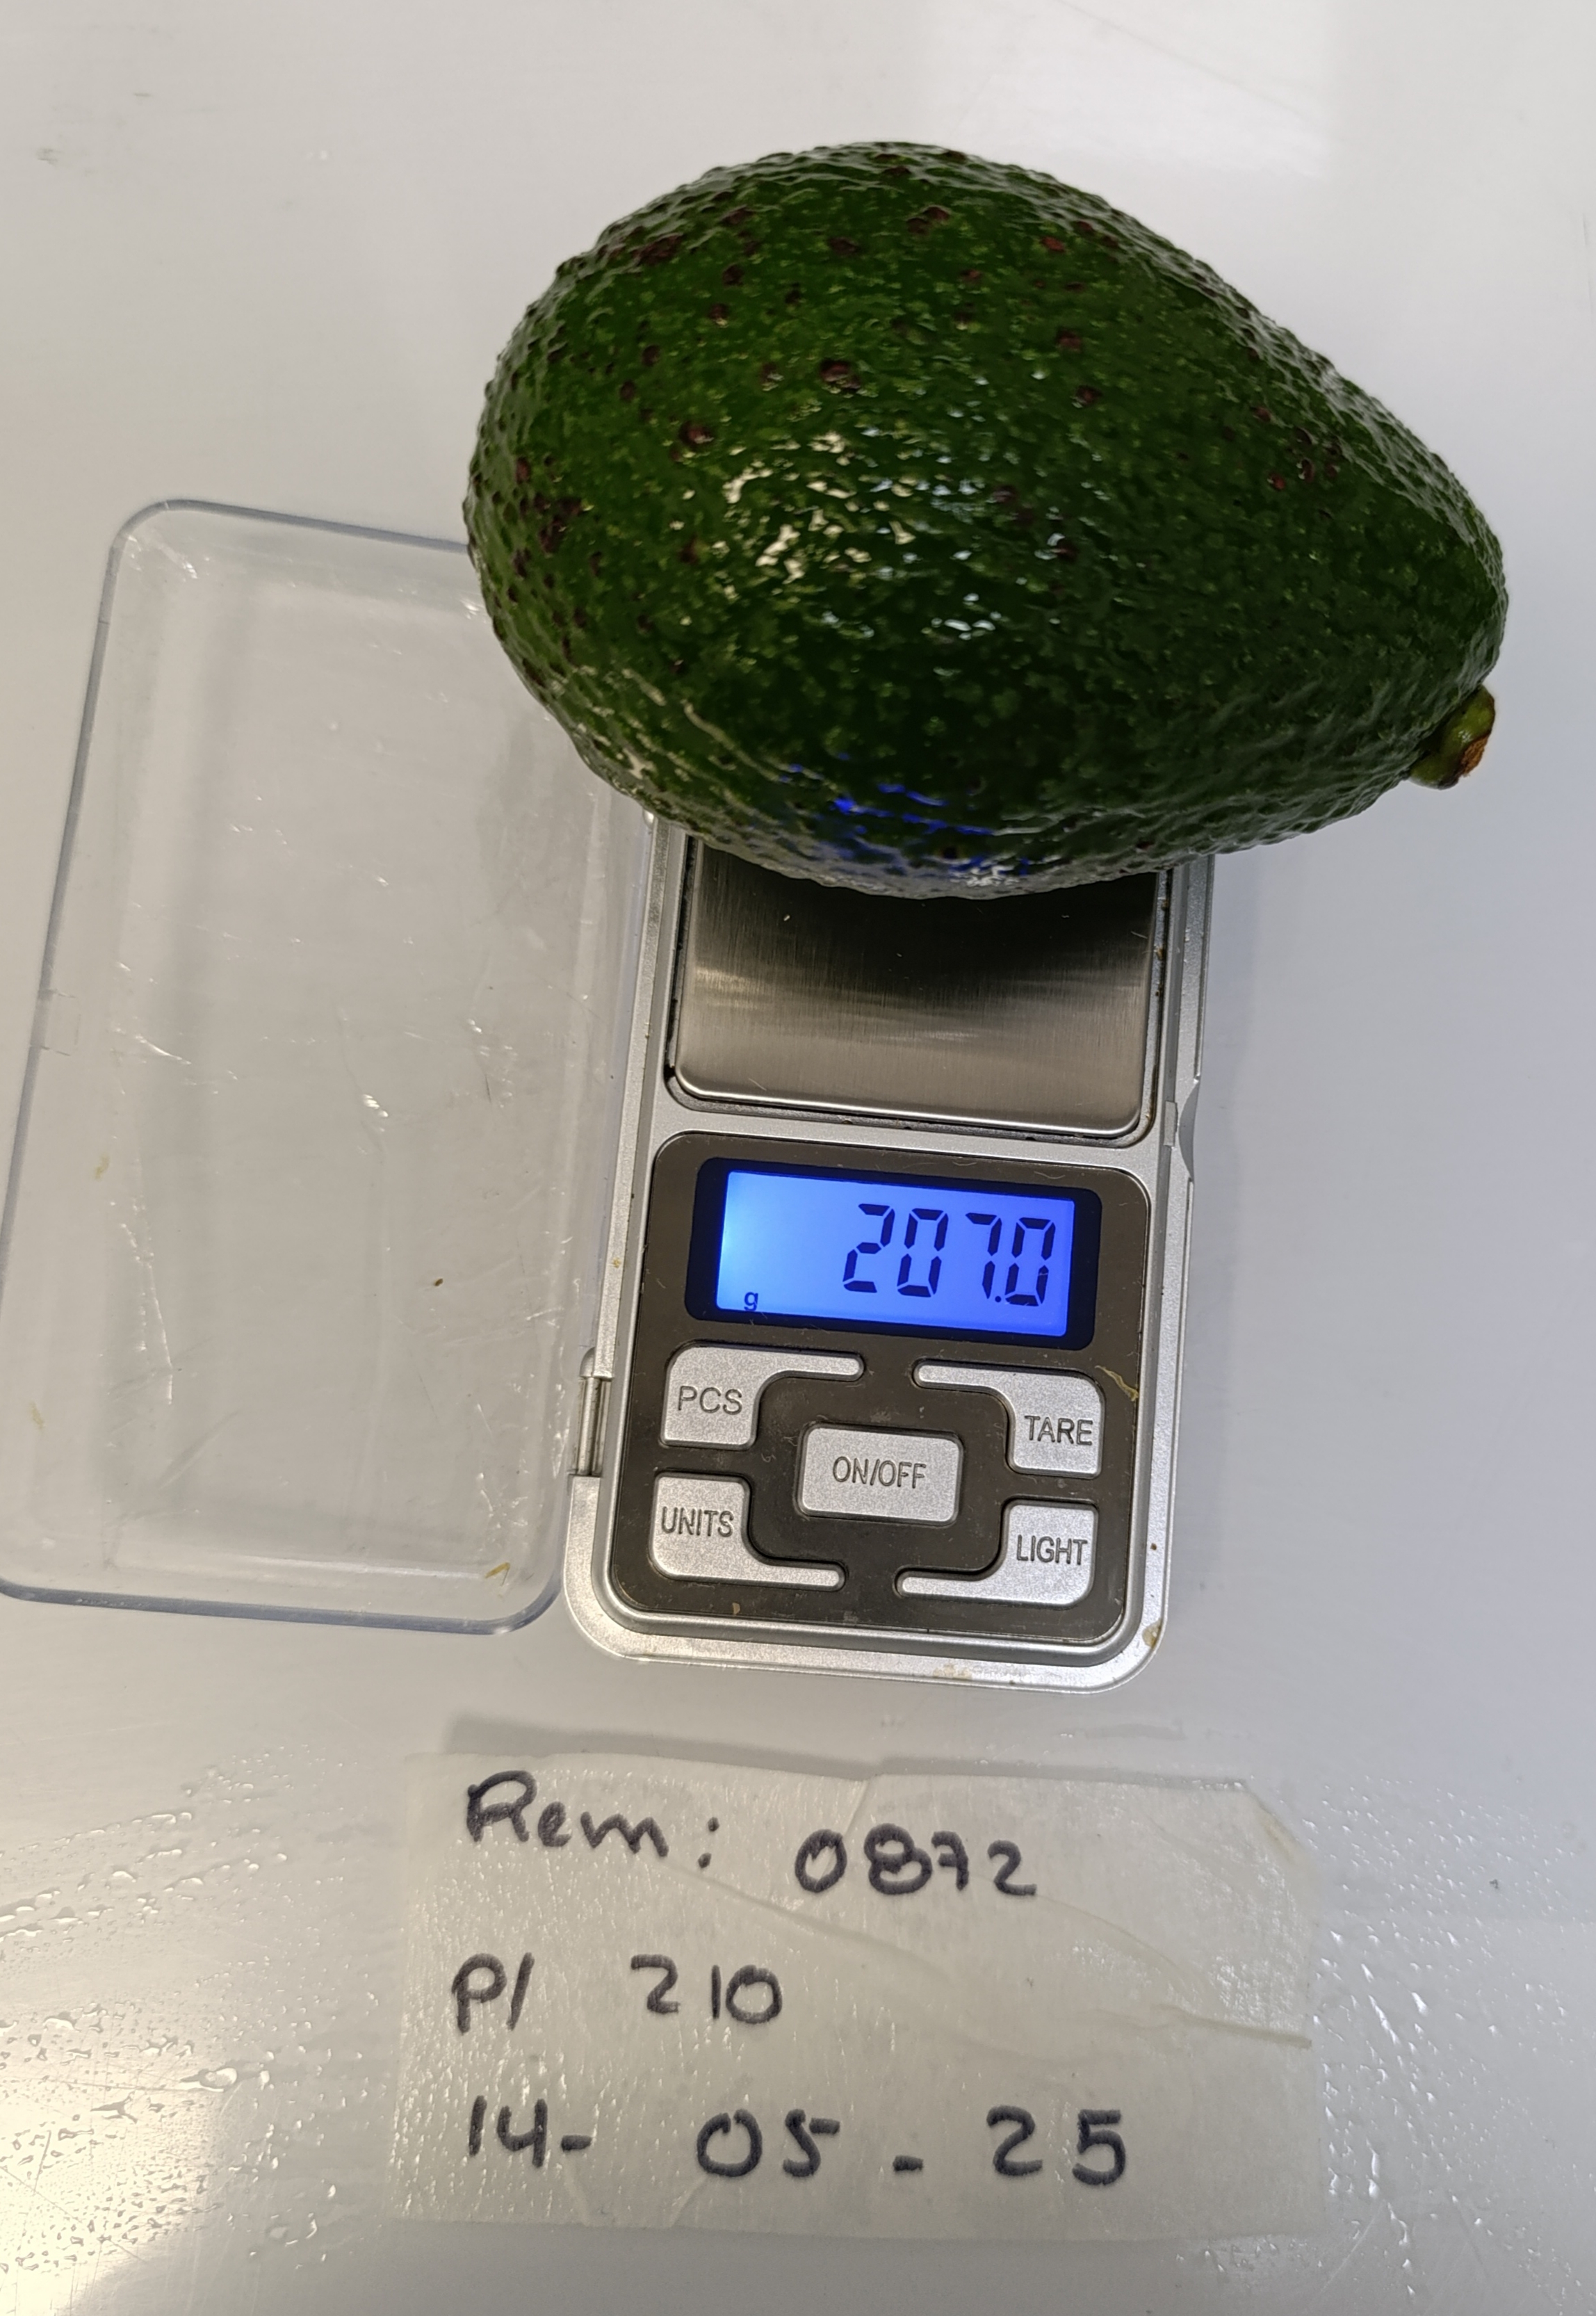 207.0
g
PCS
TARE
ON/OFF
UNITS
LIGHT
Rem: 0872
P/ 210
14- 05 - 25